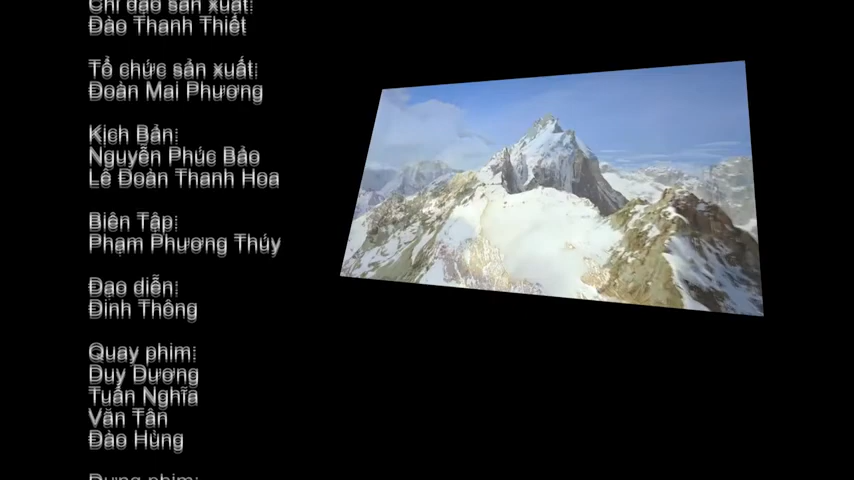 Chỉ đạo sản xuất:
Đào Thanh Thiết
Tổ chức sản xuất:
Đoàn Mai Phương
Kịch Bản:
Nguyễn Phúc Bảo
Lê Đoàn Thanh Hoa
Biên Tập:
Phạm Phương Thúy
Đạo diễn:
Đinh Thông
Quay phim:
Duy Dương
Tuấn Nghĩa
Văn Tân
Đào Hùng
Dựng phim: